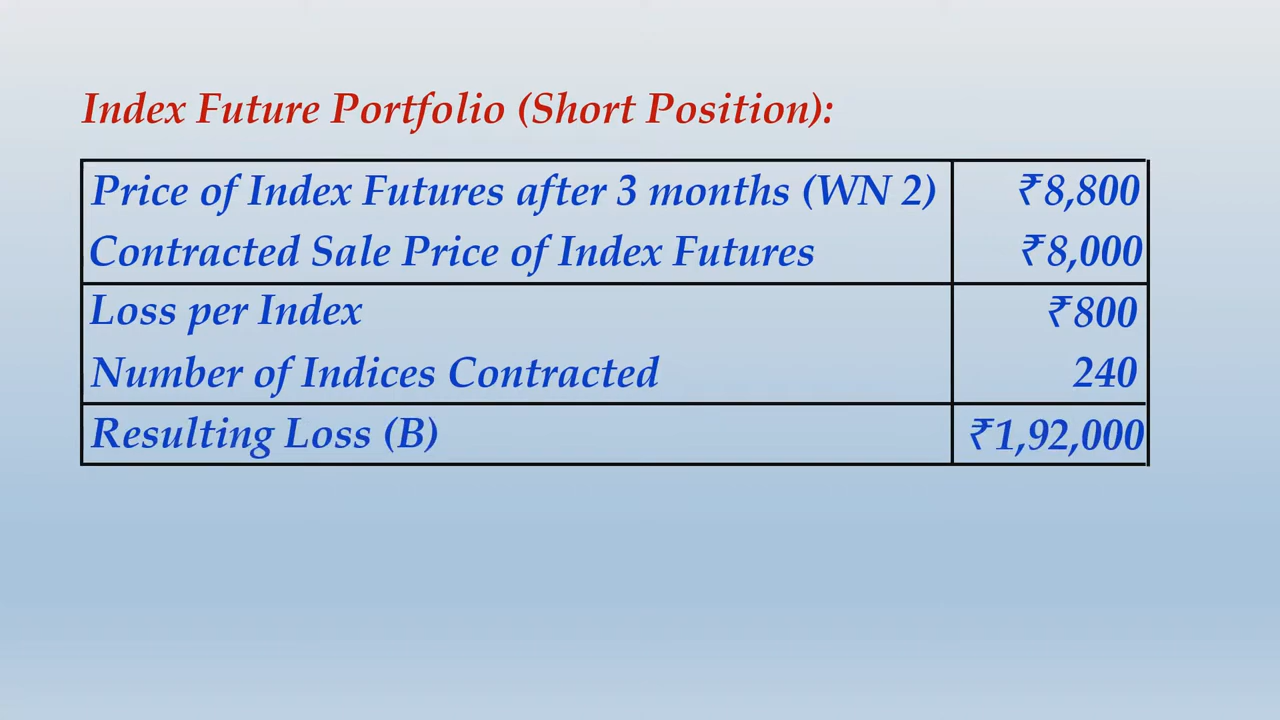 Index Future Portfolio (Short Position):
Price of Index Futures after 3 months (WN 2) ₹8,800
Contracted Sale Price of Index Futures ₹8,000
Loss per Index ₹800
Number of Indices Contracted 240
Resulting Loss (B) ₹1,92,000